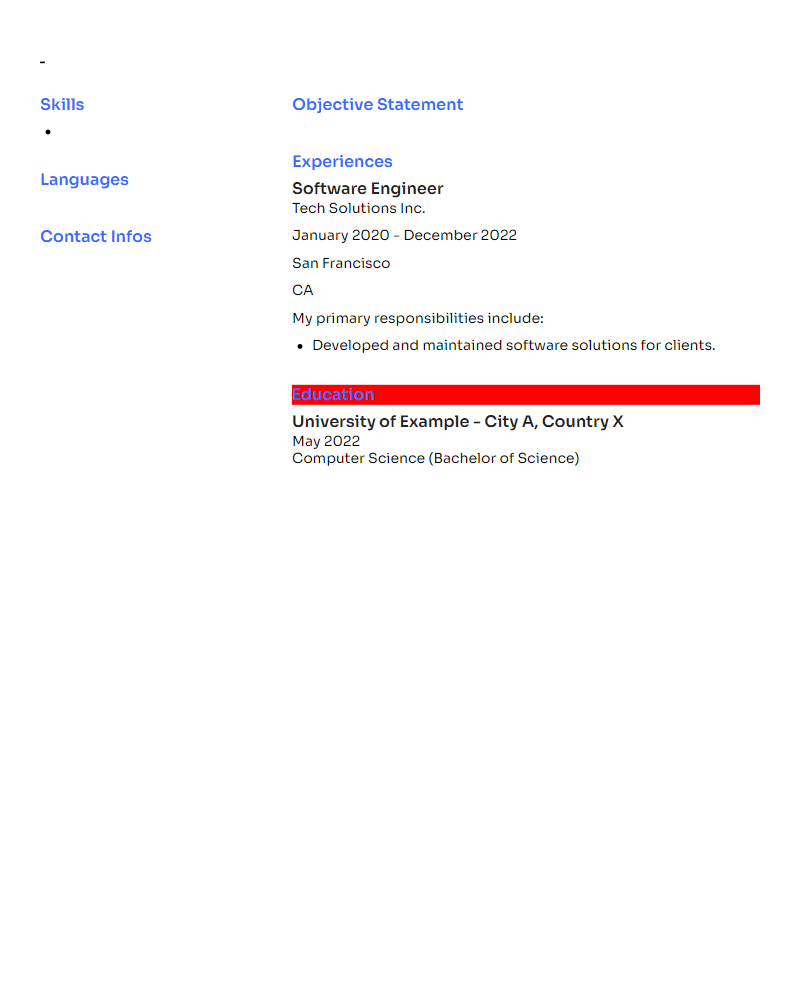 -
Skills
•
Languages
Contact Infos
Objective Statement
Experiences
Software Engineer
Tech Solutions Inc.
January 2020 - December 2022
San Francisco
CA
My primary responsibilities include:
• Developed and maintained software solutions for clients.
Education
University of Example - City A, Country X
May 2022
Computer Science (Bachelor of Science)